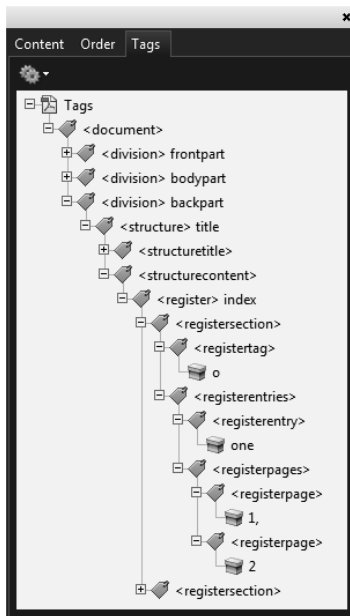 Content Order Tags
Tags
<document>
<division> frontpart
<division> bodypart
<division> backpart
<structure> title
<structuretitle>
<structurecontent>
<register> index
<registersection>
<registertag>
o
<registerentries>
<registerentry>
one
<registerpages>
<registerpage>
1,
<registerpage>
2
<registersection>